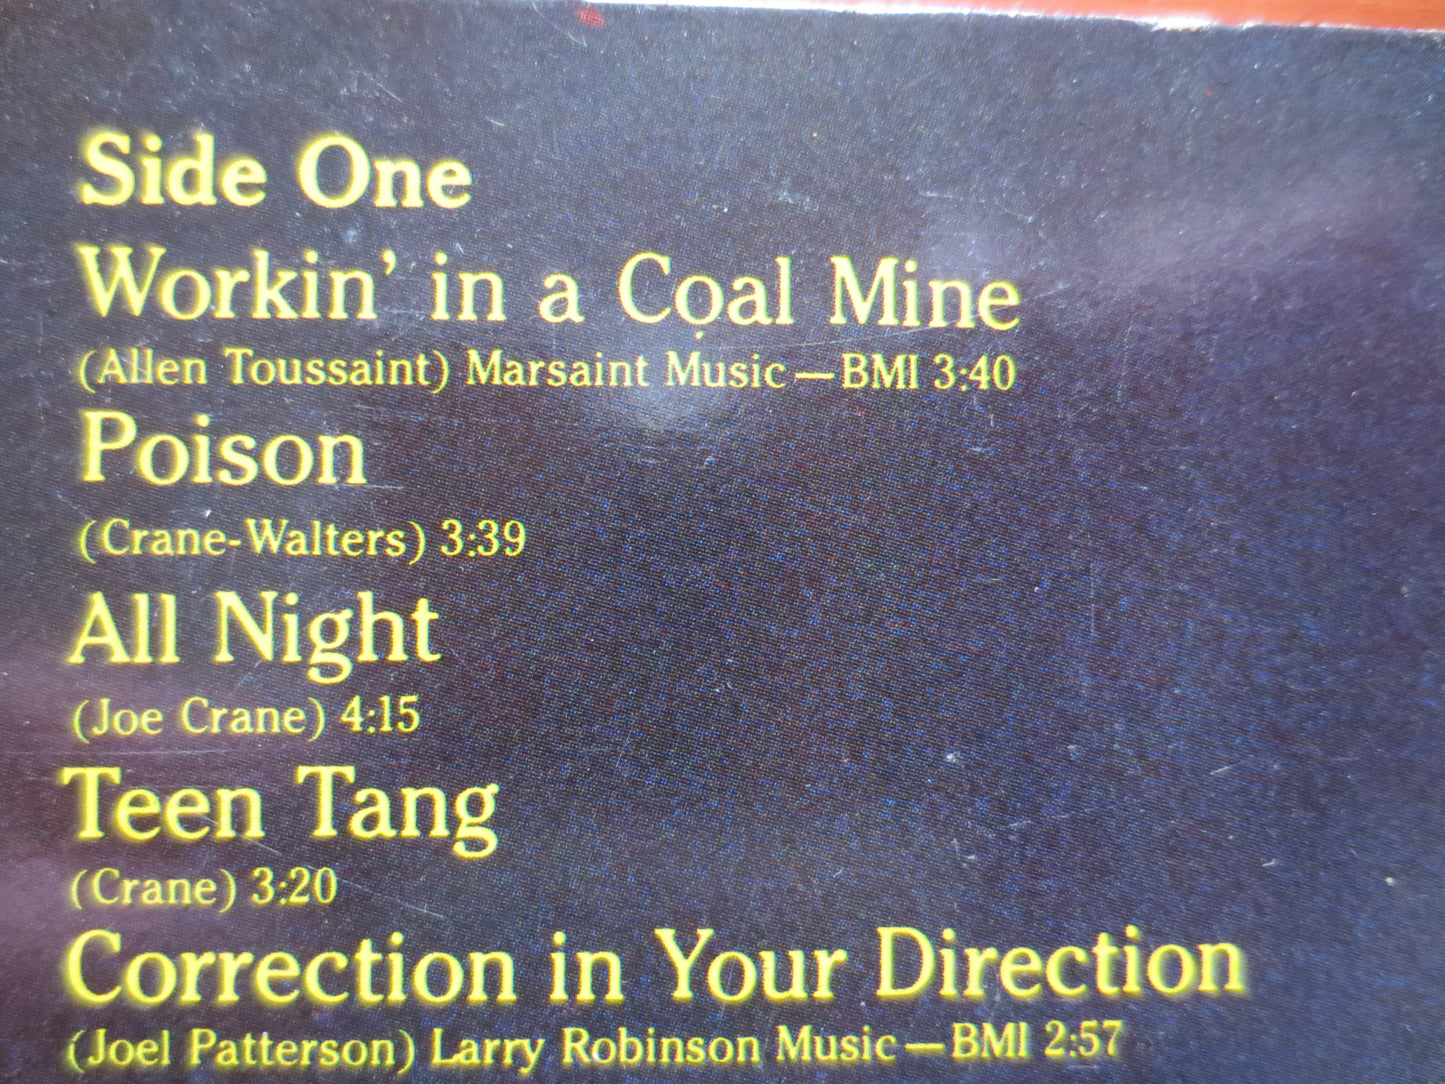 Side One
Workin' in a Coal Mine
(Allen Toussaint) Marsaint Music—BMI 3:40
Poison
(Crane-Walters) 3:39
All Night
(Joe Crane) 4:15
Teen Tang
(Crane) 3:20
Correction in Your Direction
(Joel Patterson) Larry Robinson Music—BMI 2:57